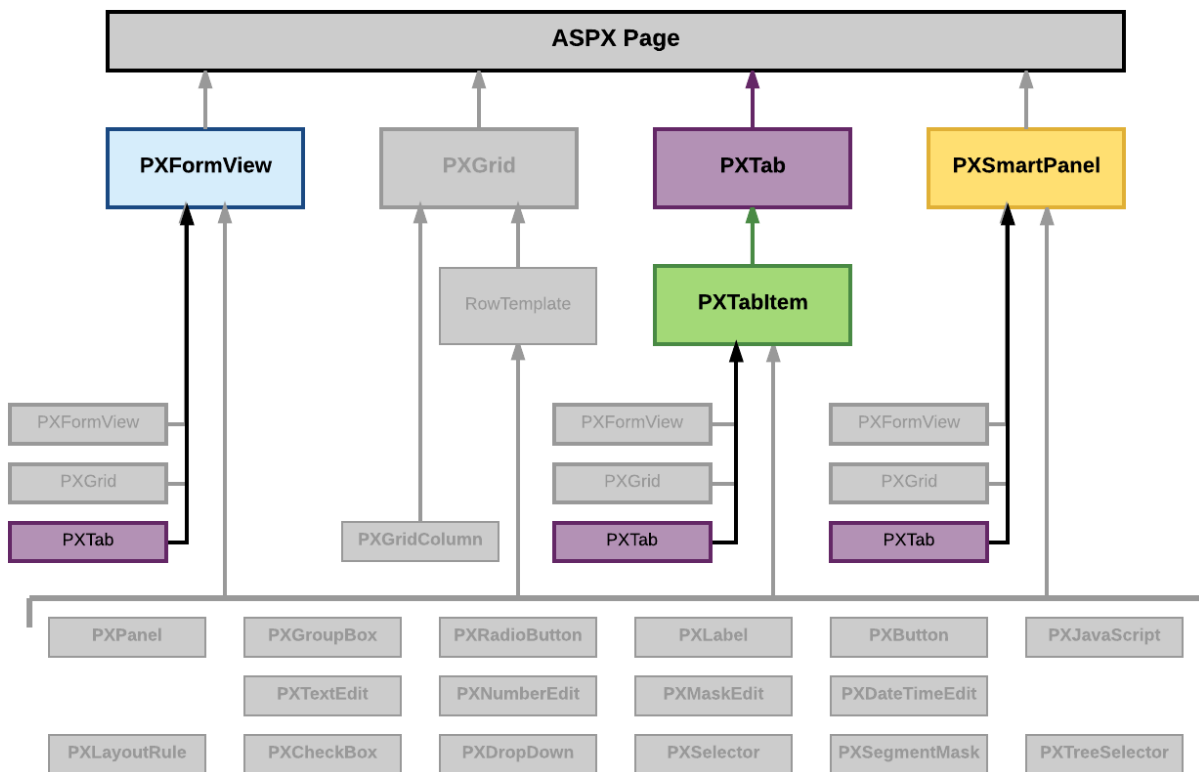 ASPX Page
PXFormView
PXGrid
PXTab
PXSmartPanel
RowTemplate
PXTabItem
PXFormView
PXFormView
PXFormView
PXGrid
PXGrid
PXGrid
PXTab
PXGridColumn
PXTab
PXTab
PXPanel
PXGroupBox
PXRadioButton
PXLabel
PXButton
PXJavaScript
PXTextEdit
PXNumberEdit
PXMaskEdit
PXDateTimeEdit
PXLayoutRule
PXCheckBox
PXDropDown
PXSelector
PXSegmentMask
PXTreeSelector